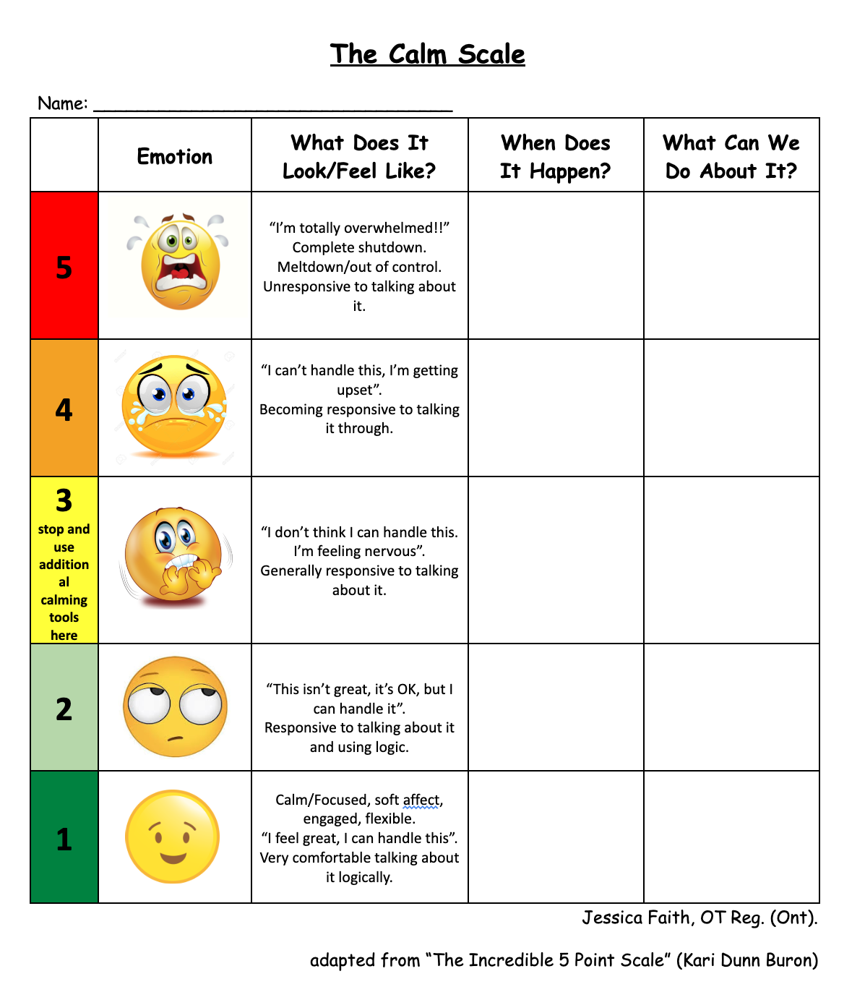 The Calm Scale
Name: _________________________________
Emotion
What Does It
Look/Feel Like?
When Does
It Happen?
What Can We
Do About It?
5
“I’m totally overwhelmed!!”
Complete shutdown.
Meltdown/out of control.
Unresponsive to talking about
it.
4
“I can’t handle this, I’m getting
upset”.
Becoming responsive to talking
it through.
3
stop and
use
addition
al
calming
tools
here
“I don’t think I can handle this.
I’m feeling nervous”.
Generally responsive to talking
about it.
2
“This isn’t great, it’s OK, but I
can handle it”.
Responsive to talking about it
and using logic.
1
Calm/Focused, soft affect,
engaged, flexible.
“I feel great, I can handle this”.
Very comfortable talking about
it logically.
Jessica Faith, OT Reg. (Ont).
adapted from “The Incredible 5 Point Scale” (Kari Dunn Buron)